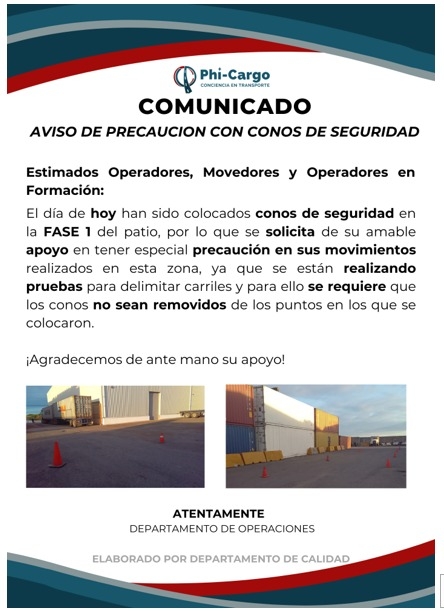 Phi-Cargo
CONCIENCIA EN TRANSPORTE
COMUNICADO
AVISO DE PRECAUCION CON CONOS DE SEGURIDAD
Estimados Operadores, Movedores y Operadores en
Formación:
El día de hoy han sido colocados conos de seguridad en
la FASE 1 del patio, por lo que se solicita de su amable
apoyo en tener especial precaución en sus movimientos
realizados en esta zona, ya que se están realizando
pruebas para delimitar carriles y para ello se requiere que
los conos no sean removidos de los puntos en los que se
colocaron.
¡Agradecemos de ante mano su apoyo!
ATENTAMENTE
DEPARTAMENTO DE OPERACIONES
ELABORADO POR DEPARTAMENTO DE CALIDAD